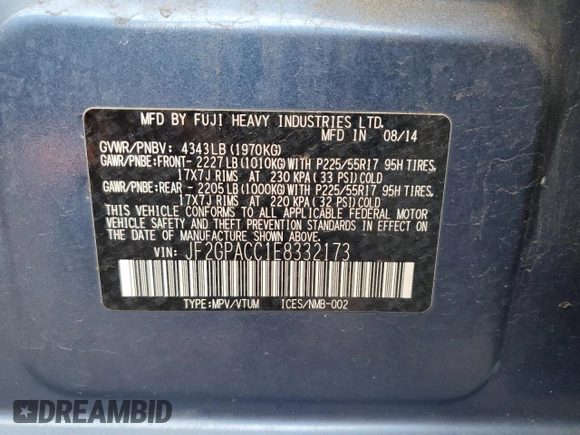 MFD BY FUJI HEAVY INDUSTRIES LTD.
MFD IN 08/14
GVWR/PNBV: 4343LB(1970KG)
GAWR/PNBE:FRONT- 2227LB(1010KG)WITH P225/55R17 95H TIRES,
17X7J RIMS AT 230 KPA(33 PSI)COLD
GAWR/PNBE:REAR - 2205LB(1000KG)WITH P225/55R17 95H TIRES,
17X7J RIMS AT 220 KPA(32 PSI)COLD
THIS VEHICLE CONFORMS TO ALL APPLICABLE FEDERAL MOTOR
VEHICLE SAFETY AND THEFT PREVENTION STANDARDS IN EFFECT ON
THE DATE OF MANUFACTURE SHOWN ABOVE.
VIN: JF2GPACC1E8332173
TYPE:MPV/VTUM ICES/NMB-002
DREAMBID